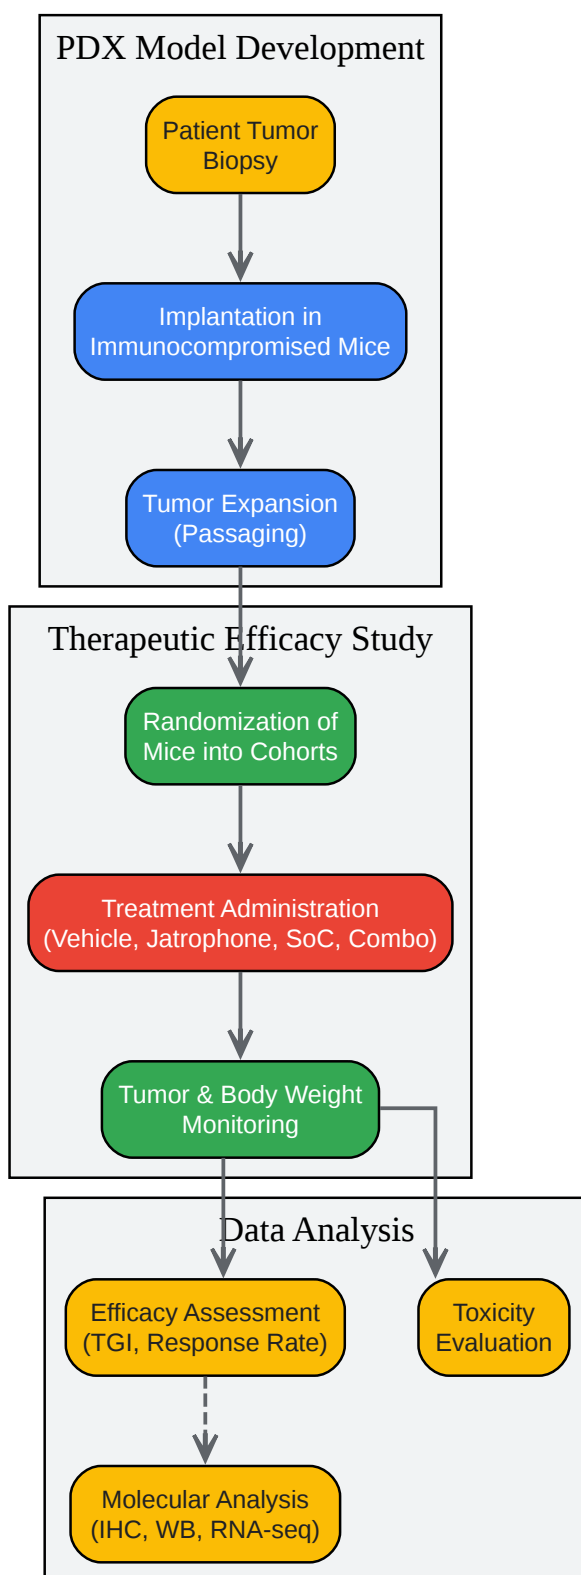 PDX Model Development
Patient Tumor
Biopsy
Implantation in
Immunocompromised Mice
Tumor Expansion
(Passaging)
Therapeutic Efficacy Study
Randomization of
Mice into Cohorts
Treatment Administration
(Vehicle, Jatrophone, SoC, Combo)
Tumor & Body Weight
Monitoring
Data Analysis
Efficacy Assessment
(TGI, Response Rate)
Toxicity
Evaluation
Molecular Analysis
(IHC, WB, RNA-seq)